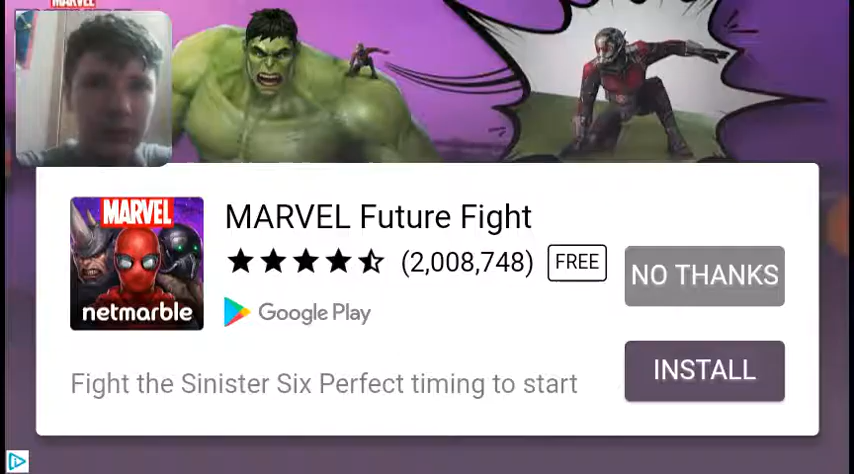 MARVEL
MARVEL
netmarble
MARVEL Future Fight
(2,008,748) FREE
Google Play
Fight the Sinister Six Perfect timing to start
NO THANKS
INSTALL